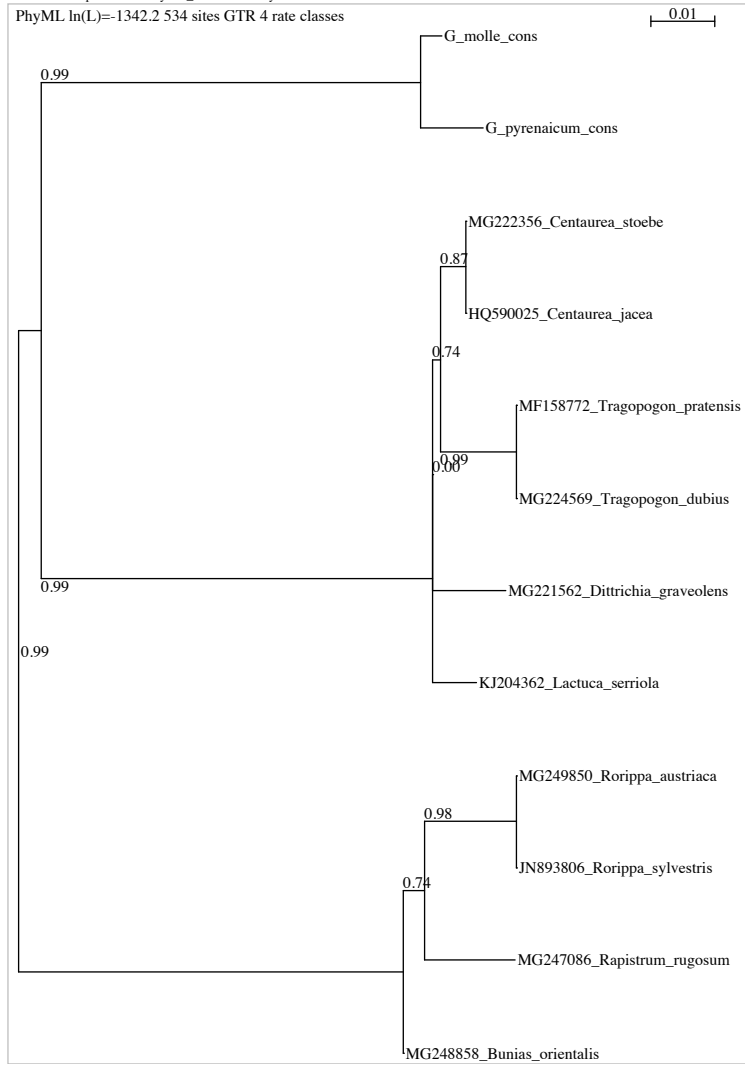 PhyML ln(L)=-1342.2 534 sites GTR 4 rate classes
0.01
G_molle_cons
0.99
G_pyrenaicum_cons
MG222356_Centaurea_stoebe
0.87
HQ590025_Centaurea_jacea
0.74
MF158772_Tragopogon_pratensis
0.99
0.00
MG224569_Tragopogon_dubius
0.99
MG221562_Dittrichia_graveolens
0.99
KJ204362_Lactuca_serriola
MG249850_Rorippa_austriaca
0.98
JN893806_Rorippa_sylvestris
0.74
MG247086_Rapistrum_rugosum
MG248858_Bunias_orientalis